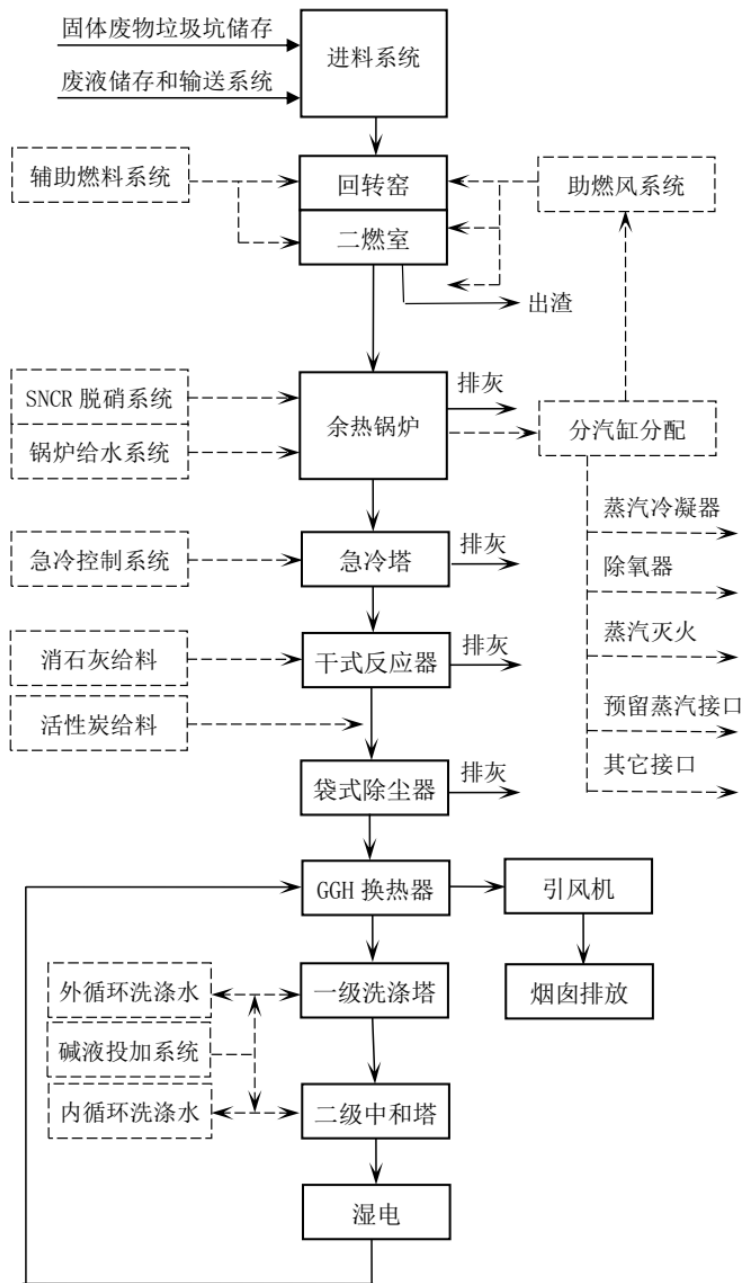 固体废物垃圾坑储存
废液储存和输送系统
进料系统
辅助燃料系统
回转窑
助燃风系统
二燃室
出渣
SNCR 脱硝系统
锅炉给水系统
余热锅炉
排灰
分汽缸分配
蒸汽冷凝器
急冷控制系统
急冷塔
排灰
除氧器
消石灰给料
干式反应器
排灰
蒸汽灭火
活性炭给料
预留蒸汽接口
袋式除尘器
排灰
其它接口
GGH 换热器
引风机
外循环洗涤水
一级洗涤塔
烟囱排放
碱液投加系统
内循环洗涤水
二级中和塔
湿电